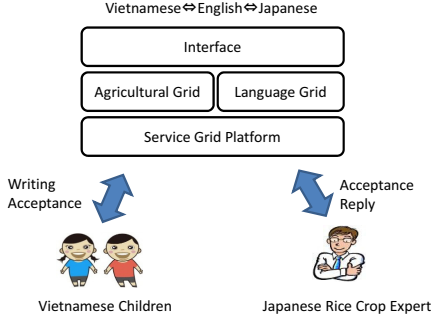 Vietnamese⇔English⇔Japanese
Interface
Agricultural Grid
Language Grid
Service Grid Platform
Writing
Acceptance
Acceptance
Reply
Vietnamese Children
Japanese Rice Crop Expert